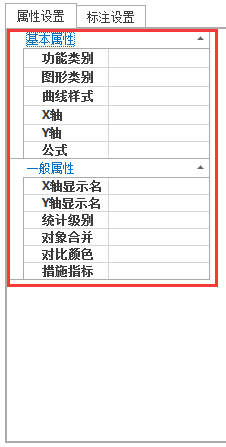 属性设置 标注设置
基本属性
功能类别
图形类别
曲线样式
X轴
Y轴
公式
一般属性
X轴显示名
Y轴显示名
统计级别
对象合并
对比颜色
措施指标